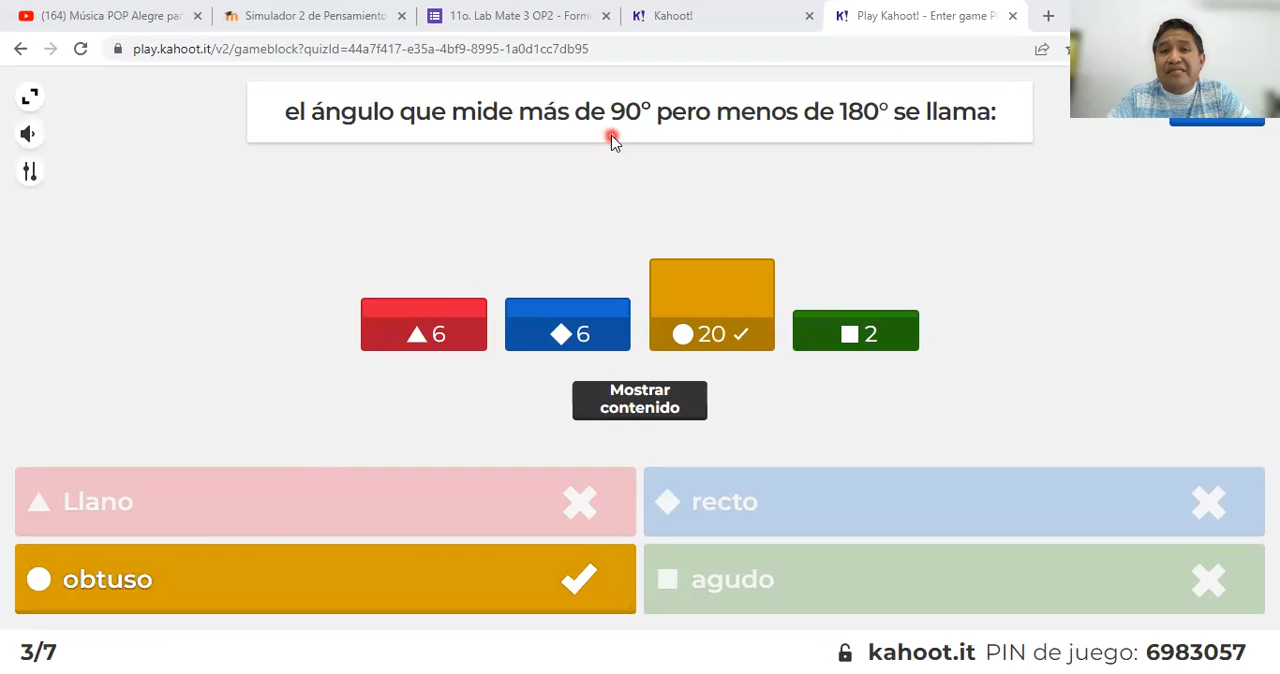 (164) Música POP Alegre pa
Simulador 2 de Pensamiento
11o. Lab Mate 3 OP2 - Form
Kahoot!
Play Kahoot! - Enter game P
play.kahoot.it/v2/gameblock?quizId=44a7f417-e35a-4bf9-8995-1a0d1cc7db95
el ángulo que mide más de 90º pero menos de 180° se llama:
6
6
20
2
Mostrar
contenido
Llano
recto
obtuso
agudo
3/7
kahoot.it PIN de juego: 6983057